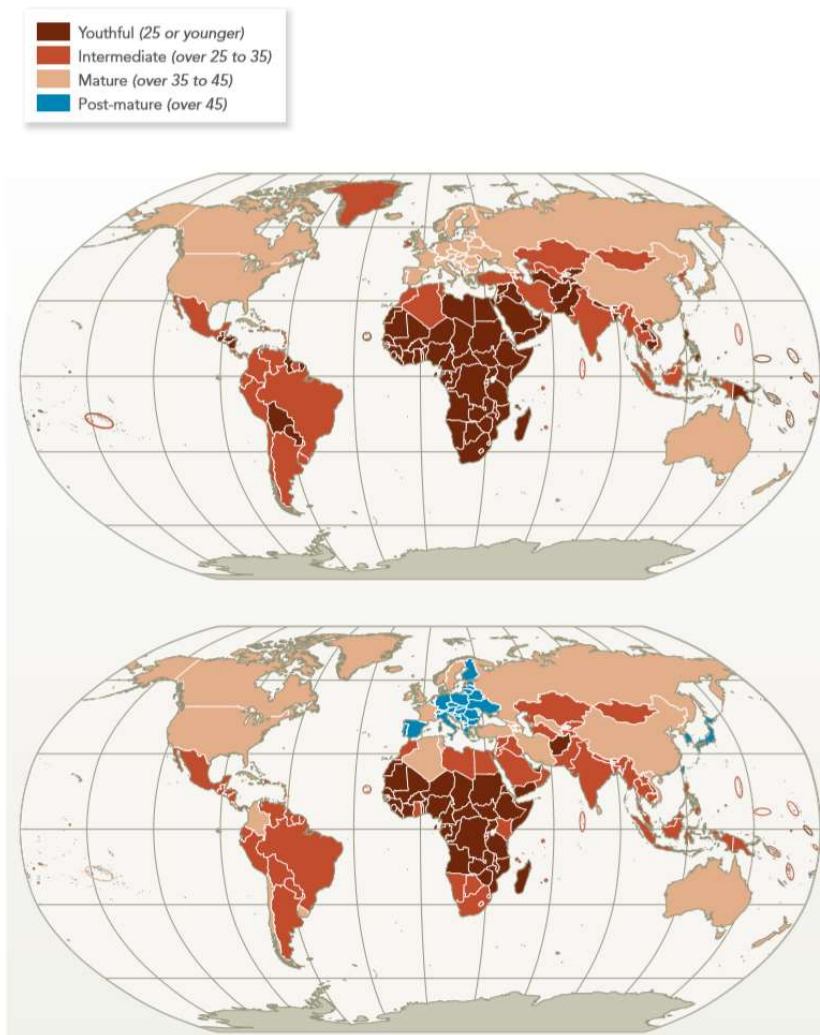 Youthful (25 or younger)
Intermediate (over 25 to 35)
Mature (over 35 to 45)
Post-mature (over 45)